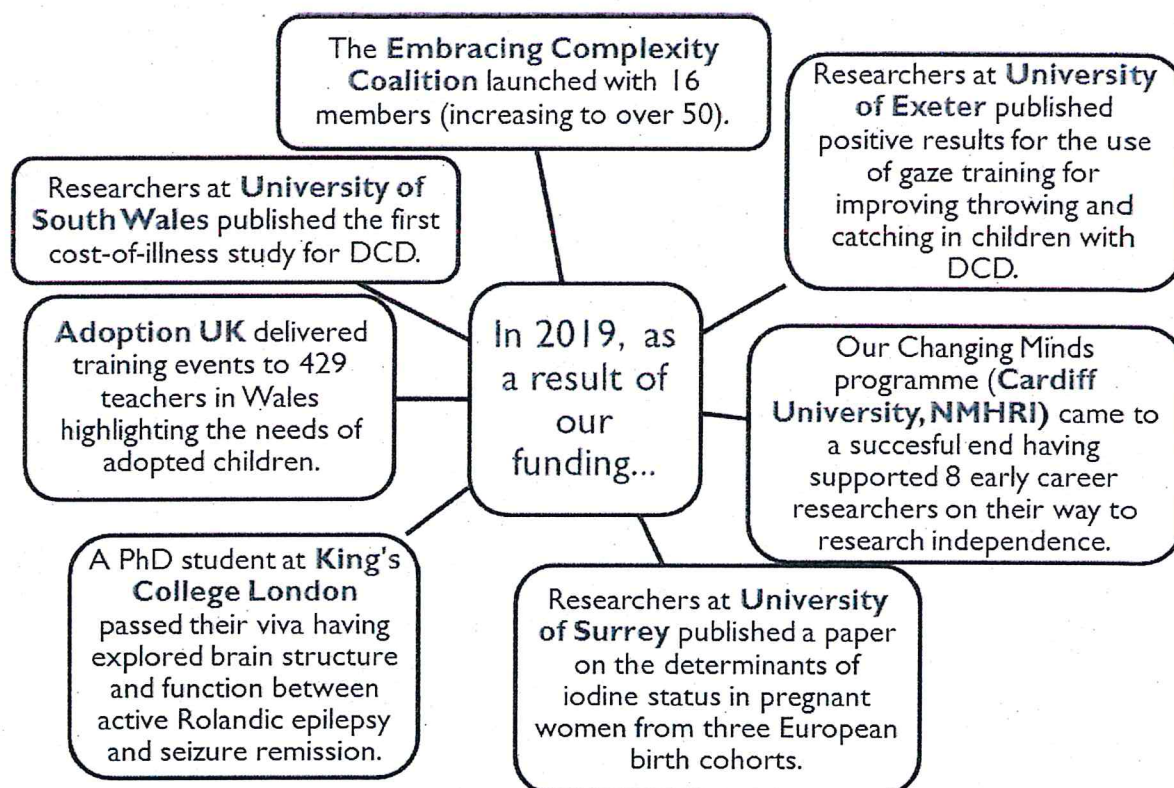 The Embracing Complexity
Coalition launched with 16
members (increasing to over 50).
Researchers at University
of Exeter published
positive results for the use
of gaze training for
improving throwing and
catching in children with
DCD.
Researchers at University of
South Wales published the first
cost-of-illness study for DCD.
In 2019, as
a result of
our
funding...
Adoption UK delivered
training events to 429
teachers in Wales
highlighting the needs of
adopted children.
Our Changing Minds
programme (Cardiff
University, NMHRI) came to
a succesful end having
supported 8 early career
researchers on their way to
research independence.
A PhD student at King's
College London
passed their viva having
explored brain structure
and function between
active Rolandic epilepsy
and seizure remission.
Researchers at University
of Surrey published a paper
on the determinants of
iodine status in pregnant
women from three European
birth cohorts.